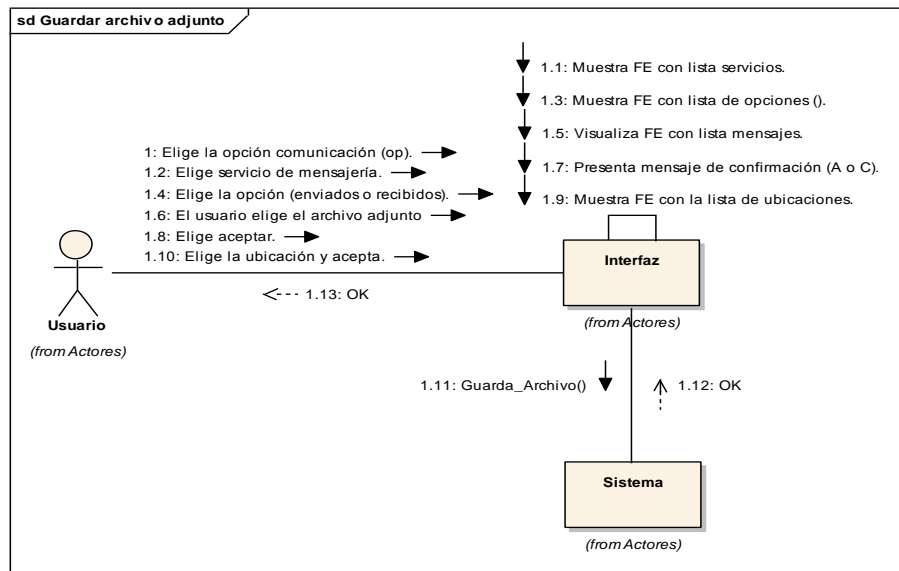 sd Guardar archivo adjunto
1.1: Muestra FE con lista servicios.
1.3: Muestra FE con lista de opciones ().
1.5: Visualiza FE con lista mensajes.
1.7: Presenta mensaje de confirmación (A o C).
1.9: Muestra FE con la lista de ubicaciones.
1: Elige la opción comunicación (op).
1.2: Elige servicio de mensajería.
1.4: Elige la opción (enviados o recibidos).
1.6: El usuario elige el archivo adjunto
1.8: Elige aceptar.
1.10: Elige la ubicación y acepta.
1.13: OK
Usuario
(from Actores)
Interfaz
(from Actores)
1.11: Guarda_Archivo()
1.12: OK
Sistema
(from Actores)